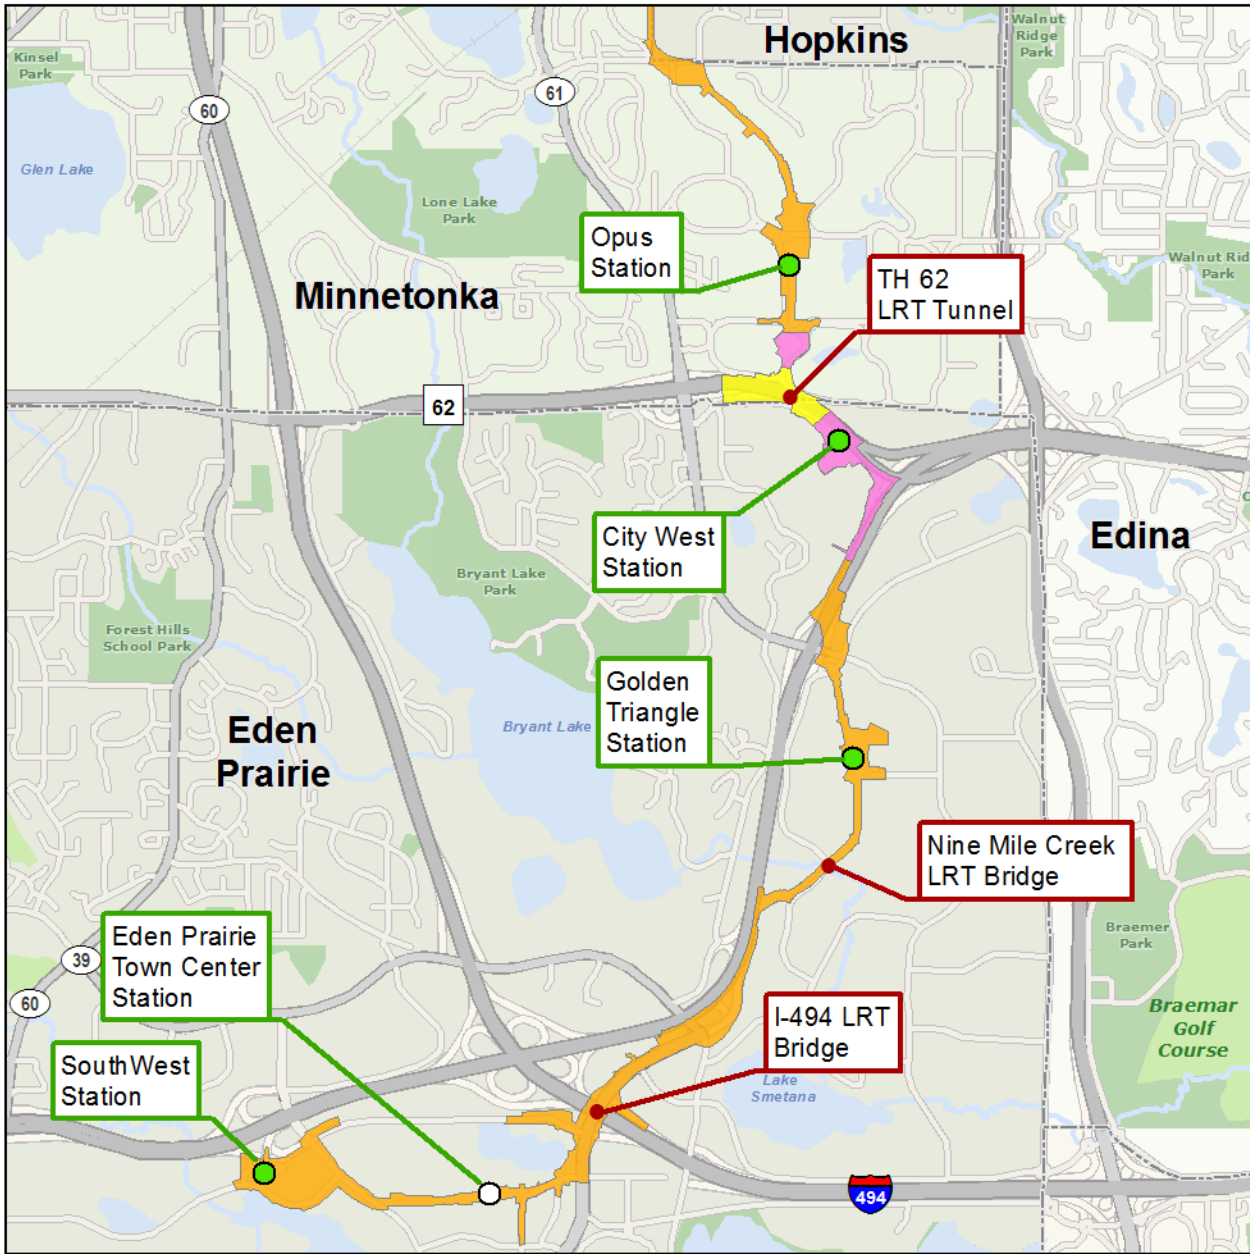 Hopkins
Walnut
Ridge
Park
Kinsel
Park
60
61
Glen Lake
Lone Lake
Park
Opus
Station
Walnut Rid
Park
TH 62
LRT Tunnel
Minnetonka
62
City West
Station
Edina
Bryant Lake
Park
Forest Hills
School Park
Golden
Triangle
Station
Eden
Prairie
Bryant Lake
Nine Mile Creek
LRT Bridge
Eden Prairie
Town Center
Station
39
60
Braemer
Park
I-494 LRT
Bridge
Braemar
Golf
Course
SouthWest
Station
Lake
Smetana
494